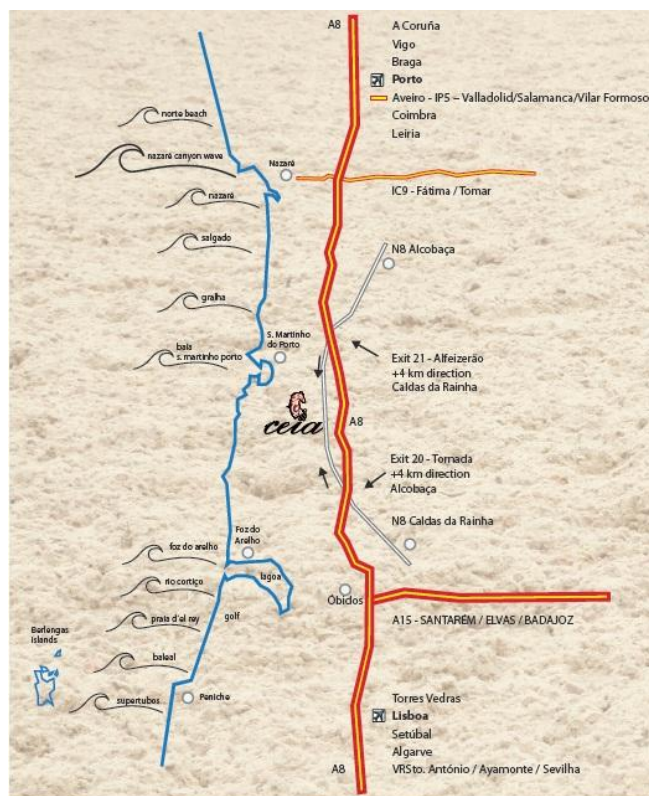 A8
A Coruña
Vigo
Braga
Porto
Aveiro - IP5 – Valladolid/Salamanca/Vilar Formoso
Coimbra
Leiria
norte beach
nazaré canyon wave
Nazaré
IC9 - Fátima / Tomar
nazaré
salgado
N8 Alcobaça
gralha
S. Martinho
do Porto
baía
s. martinho porto
Exit 21 - Alfeizerão
+4 km direction
Caldas da Rainha
ceia
A8
Exit 20 - Tornada
+4 km direction
Alcobaça
N8 Caldas da Rainha
Foz do
Arelho
foz do arelho
lagoa
rio cortiço
Óbidos
praia d'el rey
golf
A15 - SANTARÉM / ELVAS / BADAJOZ
Berlengas
islands
baleal
supertubos
Peniche
Torres Vedras
Lisboa
Setúbal
Algarve
A8
VRSto. António / Ayamonte / Sevilha